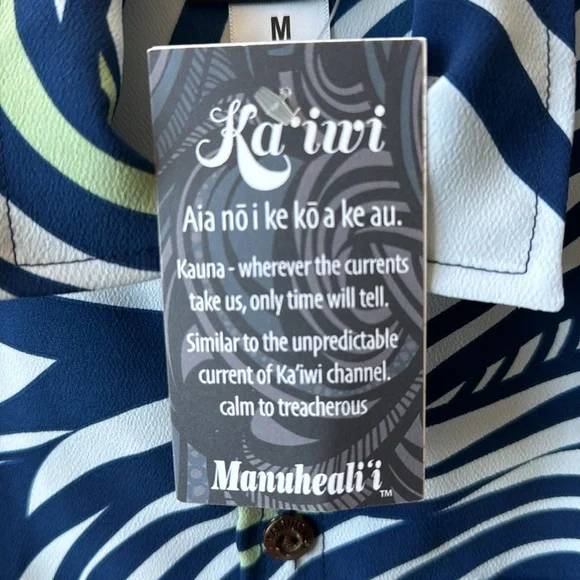 M
Ka'iwi
Aia nō i ke kō a ke au.
Kauna - wherever the currents
take us, only time will tell.
Similar to the unpredictable
current of Ka'iwi channel.
calm to treacherous
Manuheali'i™